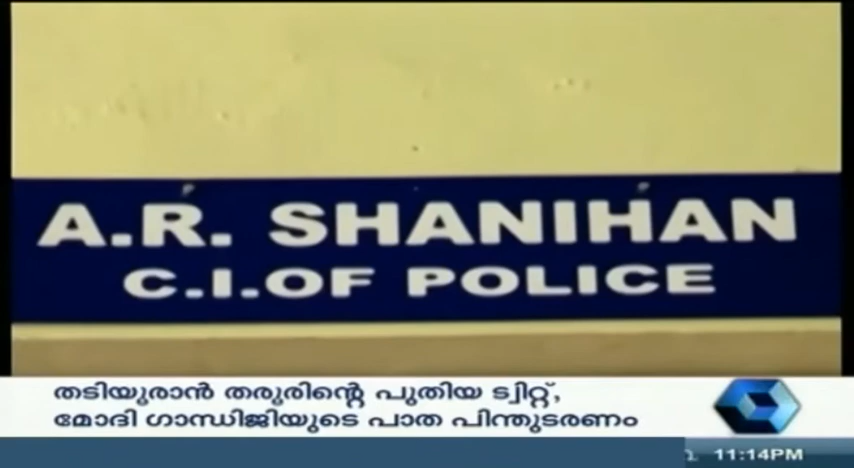 A.R. SHANIHAN
C.I.OF POLICE
തടിയുരാൻ തരുരിന്റെ പുതിയ ട്വിറ്റ്,
മോദി ഗാന്ധിജിയുടെ പാത പിന്തുടരണം
11:14PM